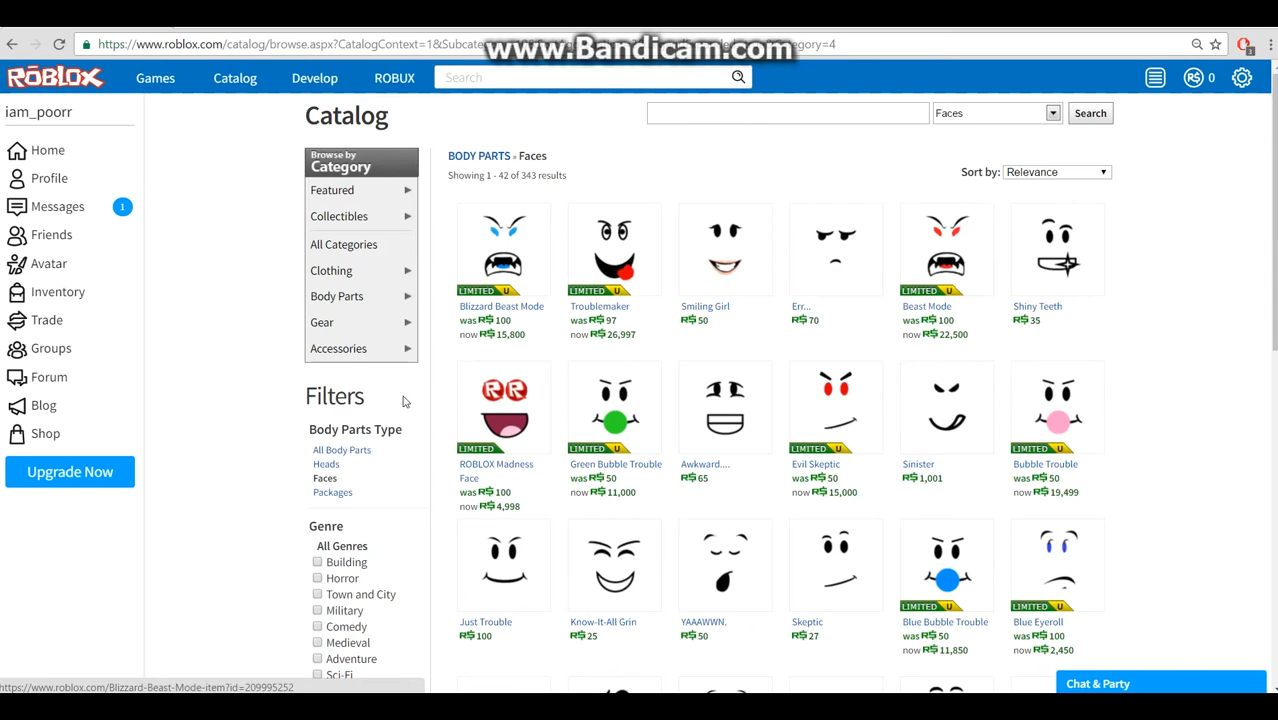 https://www.roblox.com/catalog/browse.aspx?CatalogContext=1&Subcate
www.Bandicam.com
egory=4
ROBLOX
Games
Catalog
Develop
ROBUX
Search
R$ 0
iam_poorr
Home
Profile
Messages 1
Friends
Avatar
Inventory
Trade
Groups
Forum
Blog
Shop
Upgrade Now
Catalog
Faces
Search
Browse by
Category
Featured
Collectibles
All Categories
Clothing
Body Parts
Gear
Accessories
Filters
Body Parts Type
All Body Parts
Heads
Faces
Packages
Genre
All Genres
Building
Horror
Town and City
Military
Comedy
Medieval
Adventure
Sci-Fi
BODY PARTS » Faces
Showing 1 - 42 of 343 results
Sort by: Relevance
LIMITED U
Blizzard Beast Mode
was R$ 100
now R$ 15,800
LIMITED U
Troublemaker
was R$ 97
now R$ 26,997
Smiling Girl
R$ 50
Err...
R$ 70
LIMITED U
Beast Mode
was R$ 100
now R$ 22,500
Shiny Teeth
R$ 35
R R
LIMITED
ROBLOX Madness
Face
was R$ 100
now R$ 4,998
LIMITED U
Green Bubble Trouble
was R$ 50
now R$ 11,000
Awkward....
R$ 65
LIMITED U
Evil Skeptic
was R$ 50
now R$ 15,000
Sinister
R$ 1,001
LIMITED U
Bubble Trouble
was R$ 50
now R$ 19,499
Just Trouble
R$ 100
Know-It-All Grin
R$ 25
YAAAWWN.
R$ 50
Skeptic
R$ 27
LIMITED U
Blue Bubble Trouble
was R$ 50
now R$ 11,850
LIMITED U
Blue Eyeroll
was R$ 100
now R$ 2,450
https://www.roblox.com/Blizzard-Beast-Mode-item?id=209995252
Chat & Party